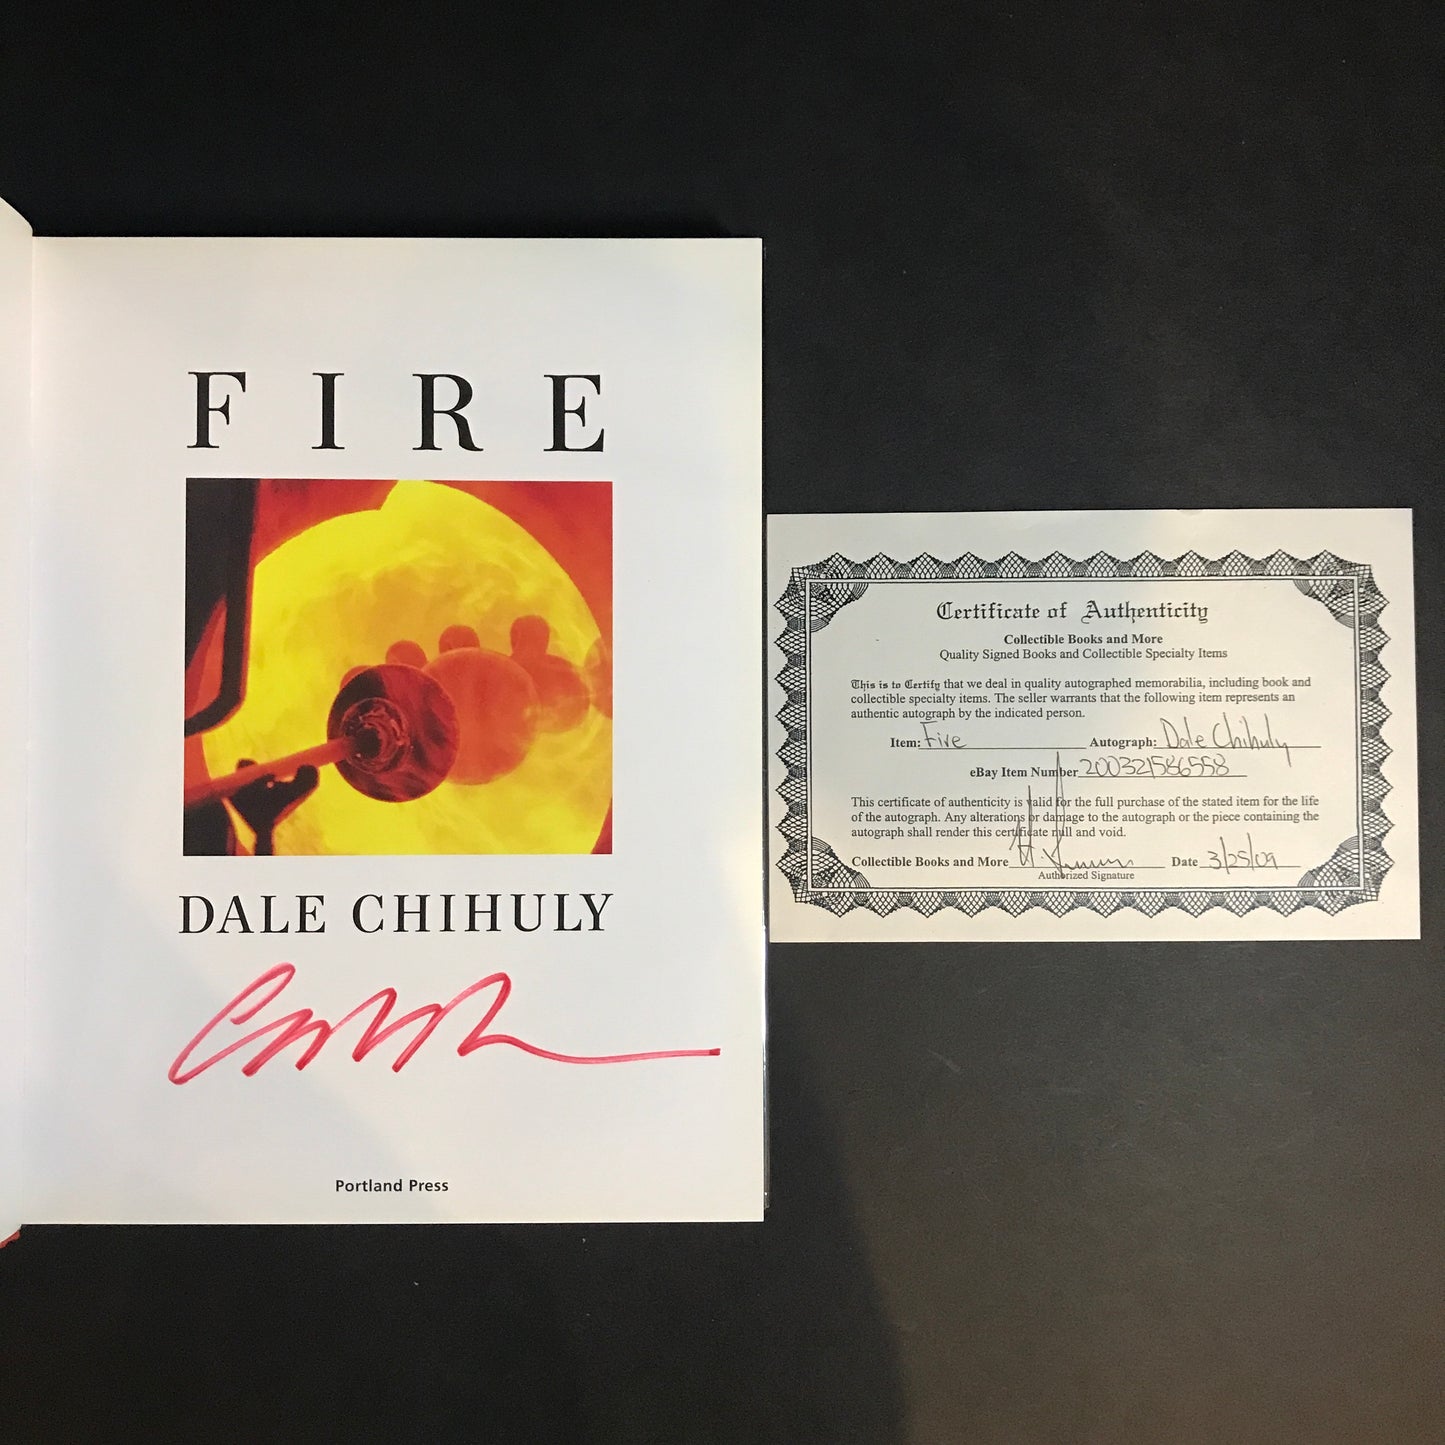 FIRE
DALE CHIHULY
Portland Press
Certificate of Authenticity
Collectible Books and More
Quality Signed Books and Collectible Specialty Items
This is to Certify that we deal in quality autographed memorabilia, including book and
collectible specialty items. The seller warrants that the following item represents an
authentic autograph by the indicated person.
Item: Fire Autograph: Dale Chihuly
eBay Item Number 200321586558
This certificate of authenticity is valid for the full purchase of the stated item for the life
of the autograph. Any alterations or damage to the autograph or the piece containing the
autograph shall render this certificate null and void.
Collectible Books and More Date 3/25/09
Authorized Signature